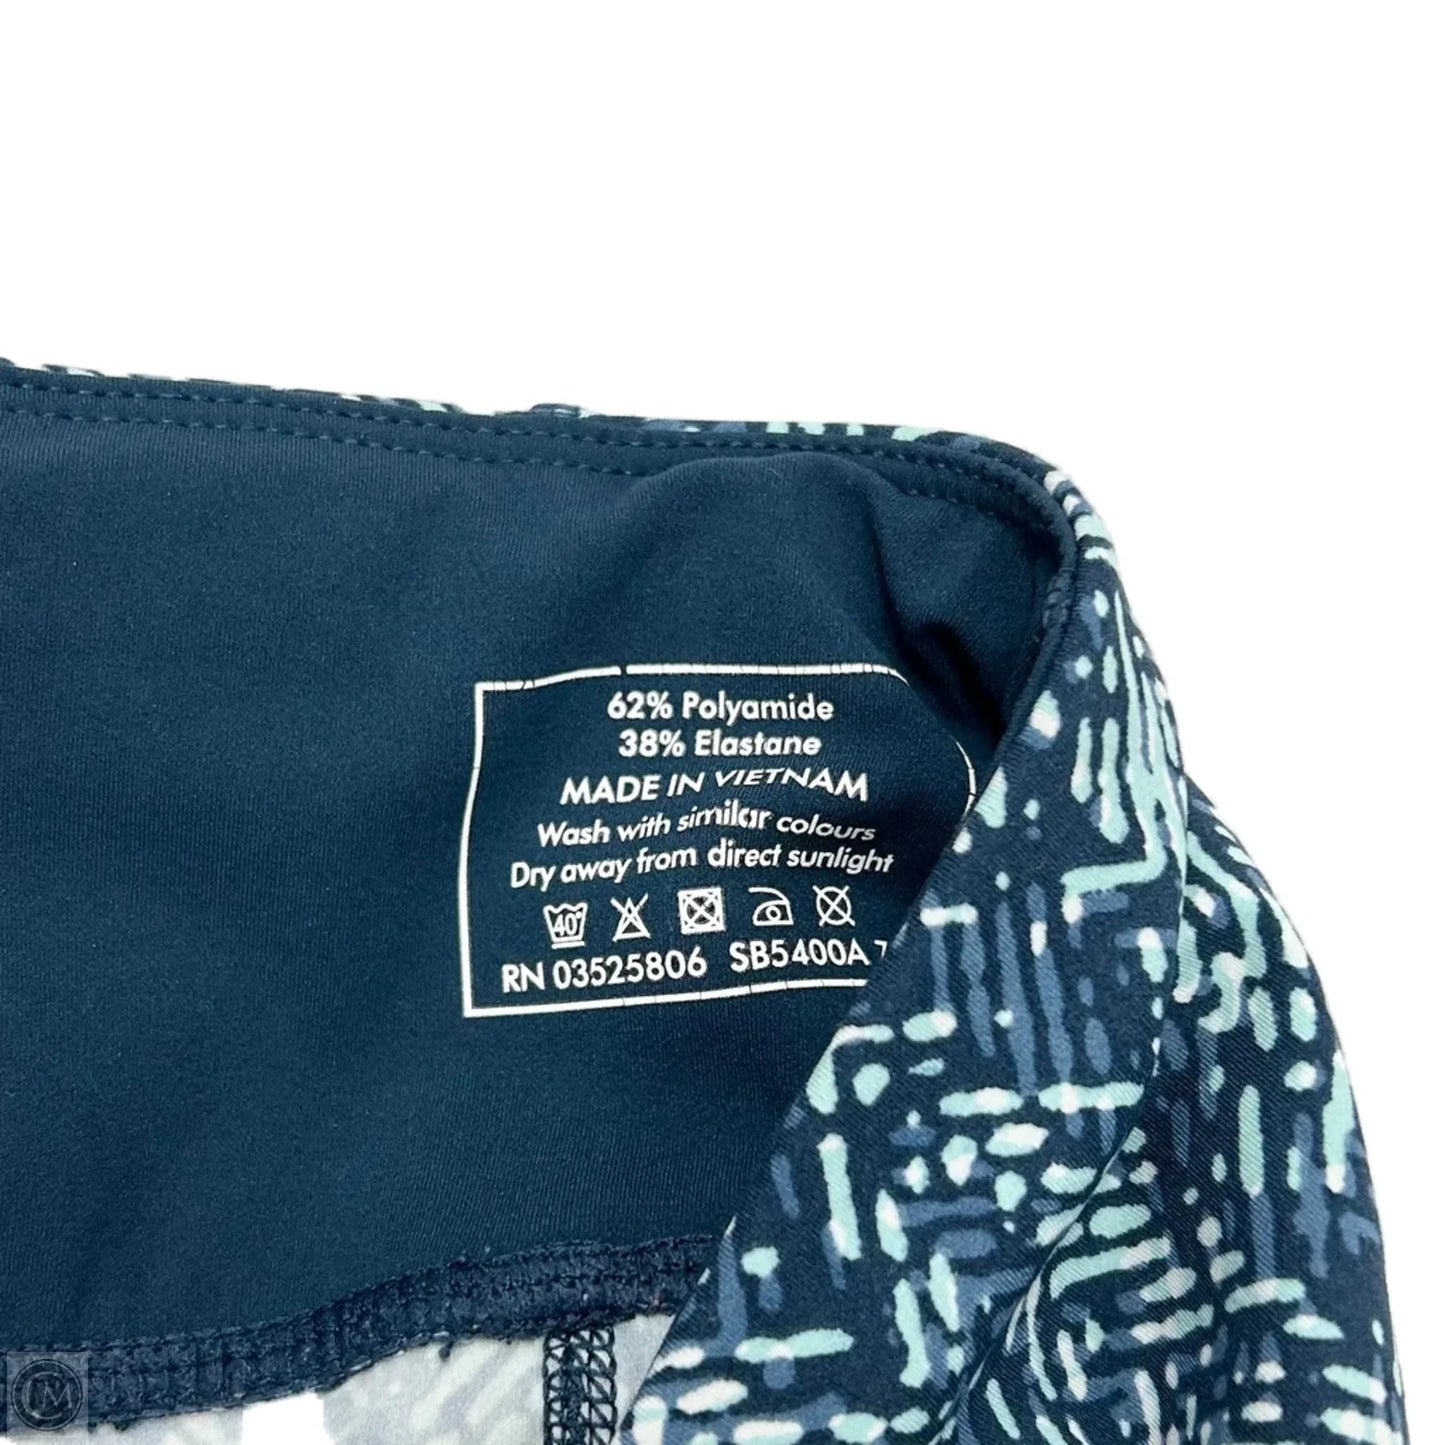 62% Polyamide
38% Elastane
MADE IN VIETNAM
Wash with similar colours
Dry away from direct sunlight
40°
RN 03525806 SB5400A
CM